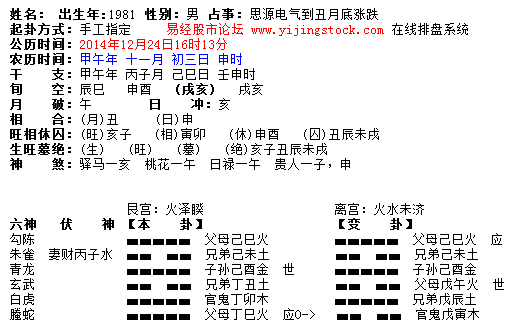 姓名： 出生年:1981 性别：男 占事：思源电气到丑月底涨跌
起卦方式：手工指定 易经股市论坛 www.yijingstock.com 在线排盘系统
公历时间：2014年12月24日16时13分
农历时间：甲午年 十一月 初三日 申时
干 支：甲午年 丙子月 己巳日 壬申时
旬 空：辰巳 申酉 (戌亥) 戌亥
月 破：午 日 冲：亥
相 合：(月)丑 (日)申
旺相休囚：(旺)亥子 (相)寅卯 (休)申酉 (囚)丑辰未戌
生旺墓绝：(生) (旺) (墓) (绝)亥子丑辰未戌
神 煞：驿马—亥 桃花—午 日禄—午 贵人—子，申
艮宫：火泽睽 离宫：火水未济
六神 伏 神 【本 卦】 【变 卦】
勾陈 父母己巳火 父母己巳火 应
朱雀 妻财丙子水 兄弟己未土 兄弟己未土
青龙 子孙己酉金 世 子孙己酉金
玄武 兄弟丁丑土 父母戊午火 世
白虎 官鬼丁卯木 兄弟戊辰土
螣蛇 父母丁巳火 应O-> 官鬼戊寅木